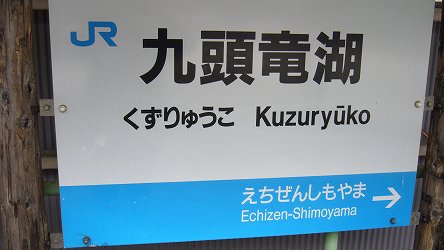 JR
九頭竜湖
くずりゅうこ Kuzuryūko
えちぜんしもやま
Echizen-Shimoyama